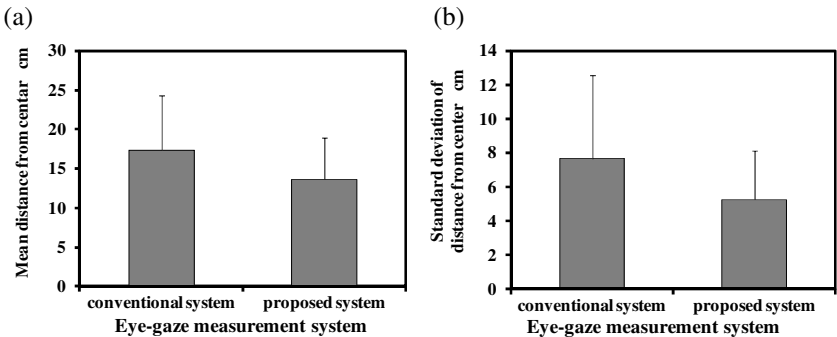 (a)
30
25
20
15
10
5
0
Mean distance from centar cm
conventional system proposed system
Eye-gaze measurement system
(b)
14
12
10
8
6
4
2
0
Standard deviation of
distance from center cm
conventional system proposed system
Eye-gaze measurement system